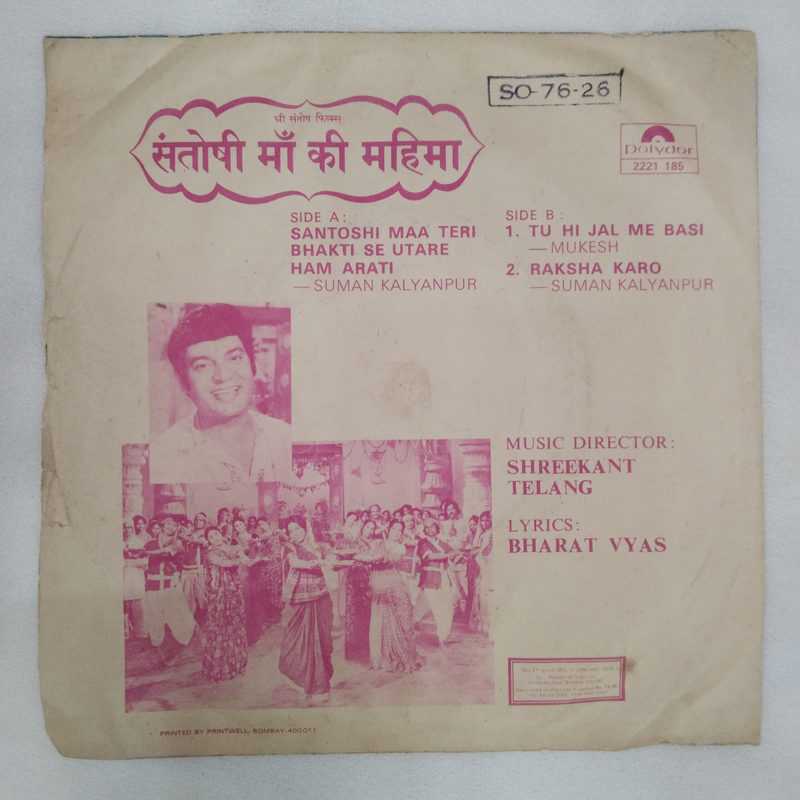 SO-76-26
श्री संतोष फिल्मस्
संतोषी माँ की महिमा
Polydor
2221 185
SIDE A:
SANTOSHI MAA TERI
BHAKTI SE UTARE
HAM ARATI
— SUMAN KALYANPUR
SIDE B:
1. TU HI JAL ME BASI
— MUKESH
2. RAKSHA KARO
— SUMAN KALYANPUR
MUSIC DIRECTOR:
SHREEKANT
TELANG
LYRICS:
BHARAT VYAS
PRINTED BY PRINTWELL, BOMBAY-400011